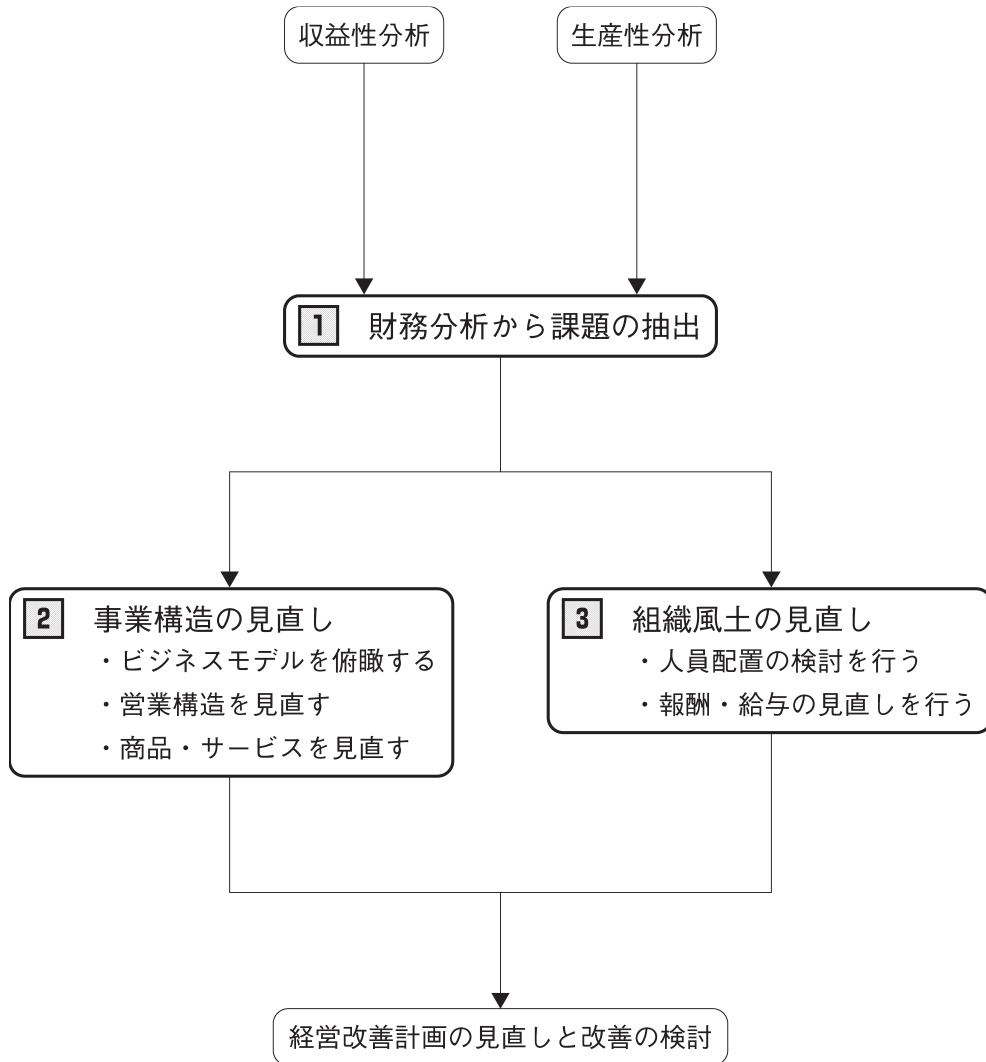 収益性分析
生産性分析
1 財務分析から課題の抽出
2 事業構造の見直し
・ビジネスモデルを俯瞰する
・営業構造を見直す
・商品・サービスを見直す
3 組織風土の見直し
・人員配置の検討を行う
・報酬・給与の見直しを行う
経営改善計画の見直しと改善の検討